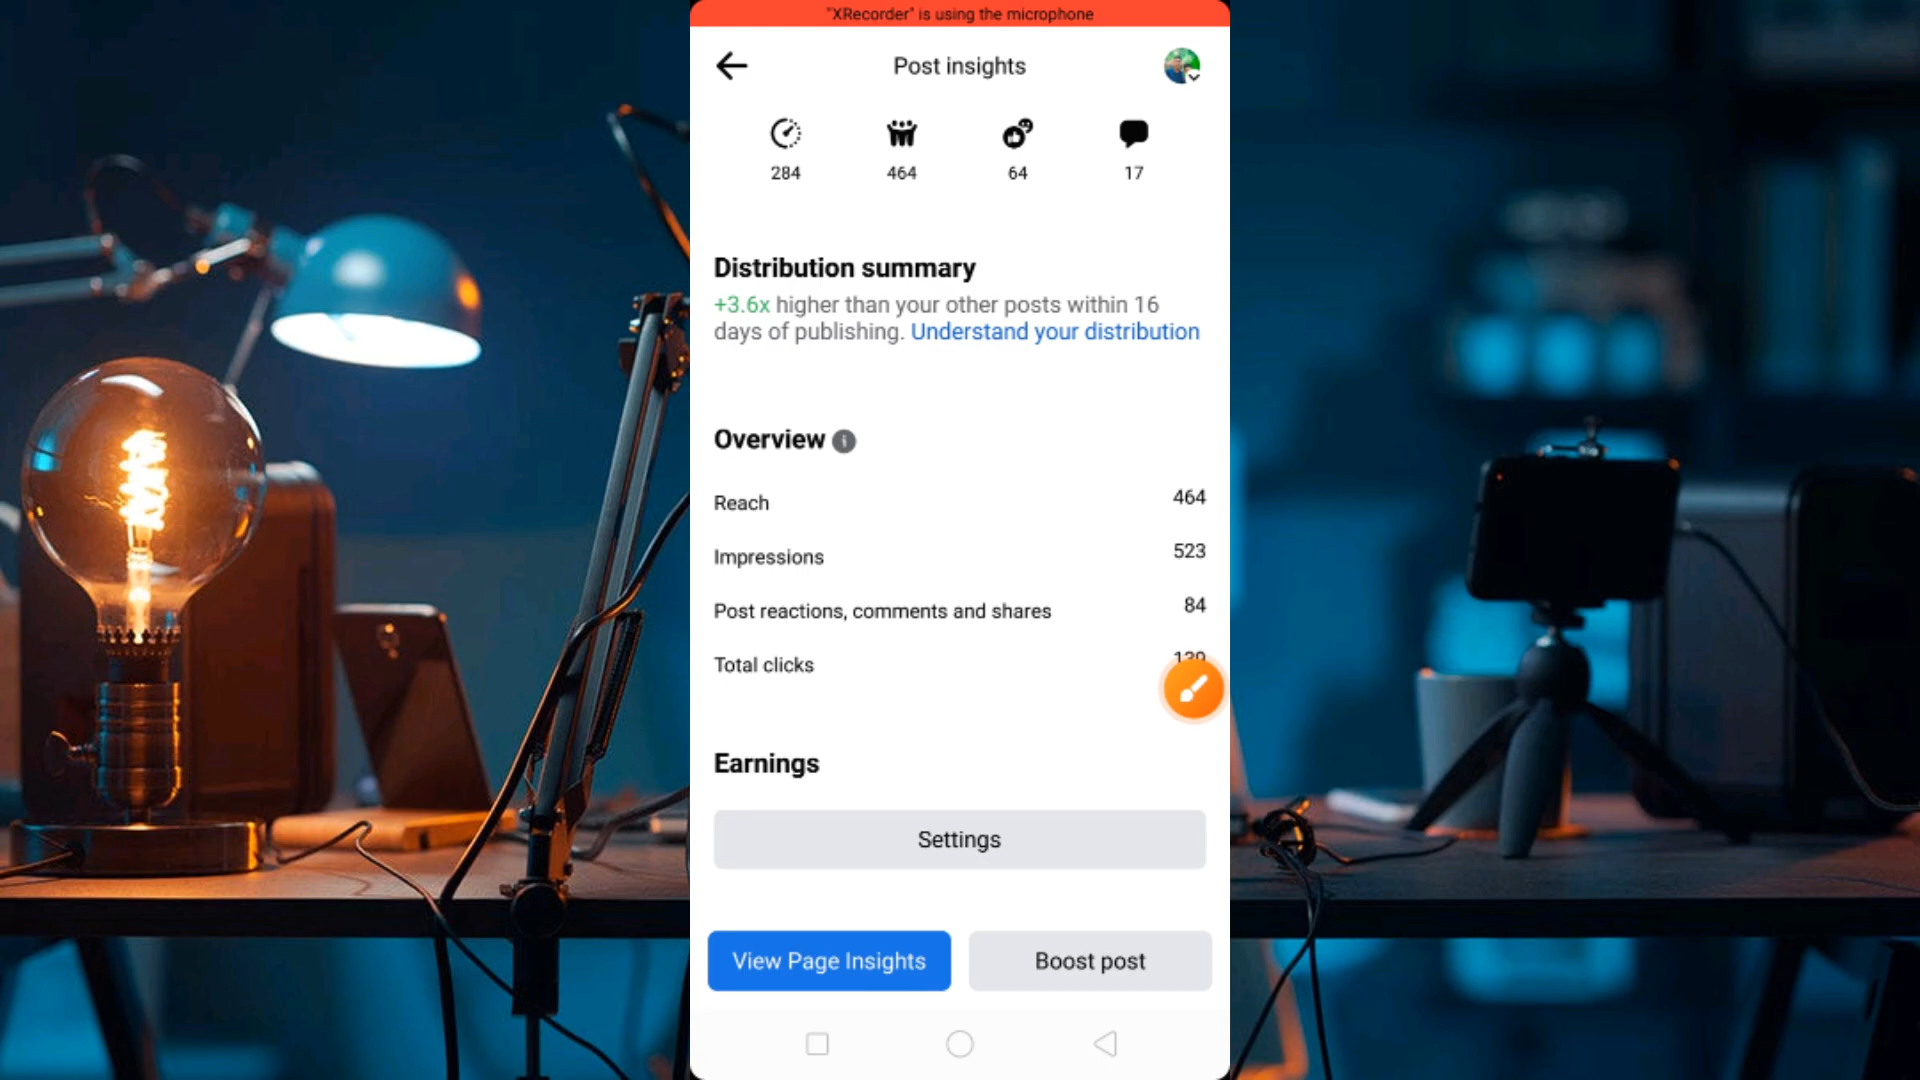 "XRecorder" is using the microphone
Post insights
284 464 64 17
Distribution summary
+3.6x higher than your other posts within 16
days of publishing. Understand your distribution
Overview
Reach 464
Impressions 523
Post reactions, comments and shares 84
Total clicks
Earnings
Settings
View Page Insights Boost post